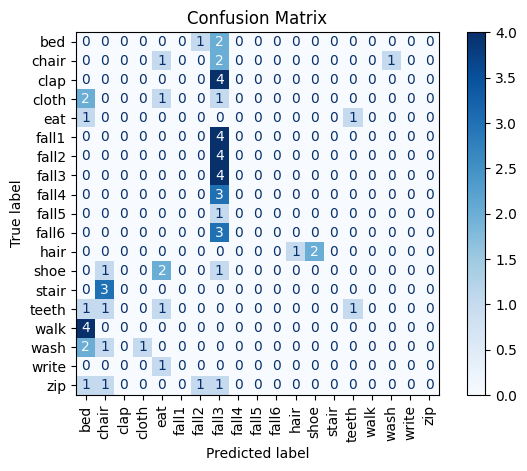 Confusion Matrix
True label
bed 0 0 0 0 0 0 1 2 0 0 0 0 0 0 0 0 0 0 0
chair 0 0 0 0 1 0 0 2 0 0 0 0 0 0 0 0 1 0 0
clap 0 0 0 0 0 0 0 4 0 0 0 0 0 0 0 0 0 0 0
cloth 2 0 0 0 1 0 0 1 0 0 0 0 0 0 0 0 0 0 0
eat 1 0 0 0 0 0 0 0 0 0 0 0 0 0 1 0 0 0 0
fall1 0 0 0 0 0 0 0 4 0 0 0 0 0 0 0 0 0 0 0
fall2 0 0 0 0 0 0 0 4 0 0 0 0 0 0 0 0 0 0 0
fall3 0 0 0 0 0 0 0 4 0 0 0 0 0 0 0 0 0 0 0
fall4 0 0 0 0 0 0 0 3 0 0 0 0 0 0 0 0 0 0 0
fall5 0 0 0 0 0 0 0 1 0 0 0 0 0 0 0 0 0 0 0
fall6 0 0 0 0 0 0 0 3 0 0 0 0 0 0 0 0 0 0 0
hair 0 0 0 0 0 0 0 0 0 0 0 1 2 0 0 0 0 0 0
shoe 0 1 0 0 2 0 0 1 0 0 0 0 0 0 0 0 0 0 0
stair 0 3 0 0 0 0 0 0 0 0 0 0 0 0 0 0 0 0 0
teeth 1 1 0 0 1 0 0 0 0 0 0 0 0 0 1 0 0 0 0
walk 4 0 0 0 0 0 0 0 0 0 0 0 0 0 0 0 0 0 0
wash 2 1 0 1 0 0 0 0 0 0 0 0 0 0 0 0 0 0 0
write 0 0 0 0 1 0 0 0 0 0 0 0 0 0 0 0 0 0 0
zip 1 1 0 0 0 0 1 1 0 0 0 0 0 0 0 0 0 0 0
bed chair clap cloth eat fall1 fall2 fall3 fall4 fall5 fall6 hair shoe stair teeth walk wash write zip
Predicted label
4.0
3.5
3.0
2.5
2.0
1.5
1.0
0.5
0.0